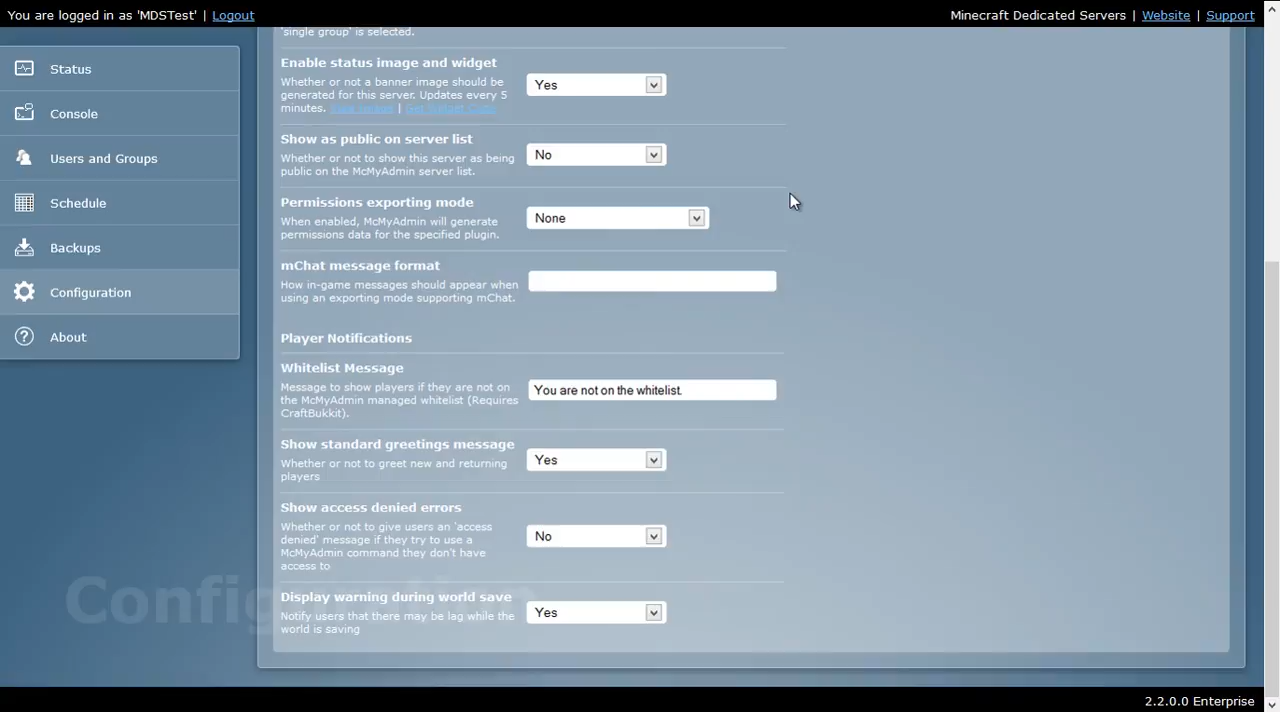 You are logged in as 'MDSTest' | Logout
Minecraft Dedicated Servers | Website | Support
Status
Console
Users and Groups
Schedule
Backups
Configuration
About
'single group' is selected.
Enable status image and widget
Whether or not a banner image should be
generated for this server. Updates every 5
minutes. | Get Widget Code
Yes
Show as public on server list
Whether or not to show this server as being
public on the McMyAdmin server list.
No
Permissions exporting mode
When enabled, McMyAdmin will generate
permissions data for the specified plugin.
None
mChat message format
How in-game messages should appear when
using an exporting mode supporting mChat.
Player Notifications
Whitelist Message
Message to show players if they are not on
the McMyAdmin managed whitelist (Requires
CraftBukkit).
You are not on the whitelist.
Show standard greetings message
Whether or not to greet new and returning
players
Yes
Show access denied errors
Whether or not to give users an 'access
denied' message if they try to use a
McMyAdmin command they don't have
access to
No
Display warning during world save
Notify users that there may be lag while the
world is saving
Yes
Configuration
2.2.0.0 Enterprise